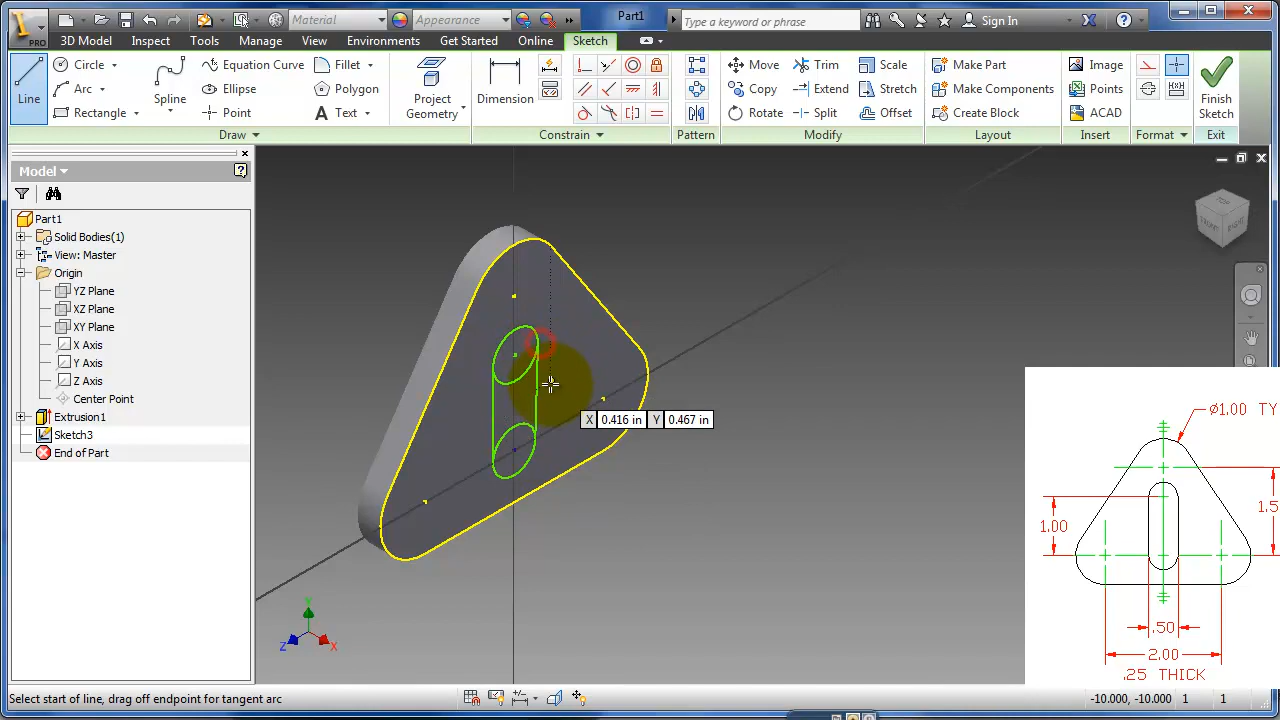 Material
Appearance
Part1
Type a keyword or phrase
Sign In
PRO
3D Model
Inspect
Tools
Manage
View
Environments
Get Started
Online
Sketch
Line
Circle
Arc
Rectangle
Spline
Equation Curve
Ellipse
Point
Fillet
Polygon
Text
Project
Geometry
Dimension
Move
Copy
Rotate
Trim
Extend
Split
Scale
Stretch
Offset
Make Part
Make Components
Create Block
Image
Points
ACAD
Finish
Sketch
Draw
Constrain
Pattern
Modify
Layout
Insert
Format
Exit
Model
Part1
Solid Bodies(1)
View: Master
Origin
YZ Plane
XZ Plane
XY Plane
X Axis
Y Axis
Z Axis
Center Point
Extrusion1
Sketch3
End of Part
TOP
X 0.416 in Y 0.467 in
Y
Z
X
ø1.00 TY
1.5
1.00
.50
2.00
.25 THICK
Select start of line, drag off endpoint for tangent arc
-10.000, -10.000 1 1